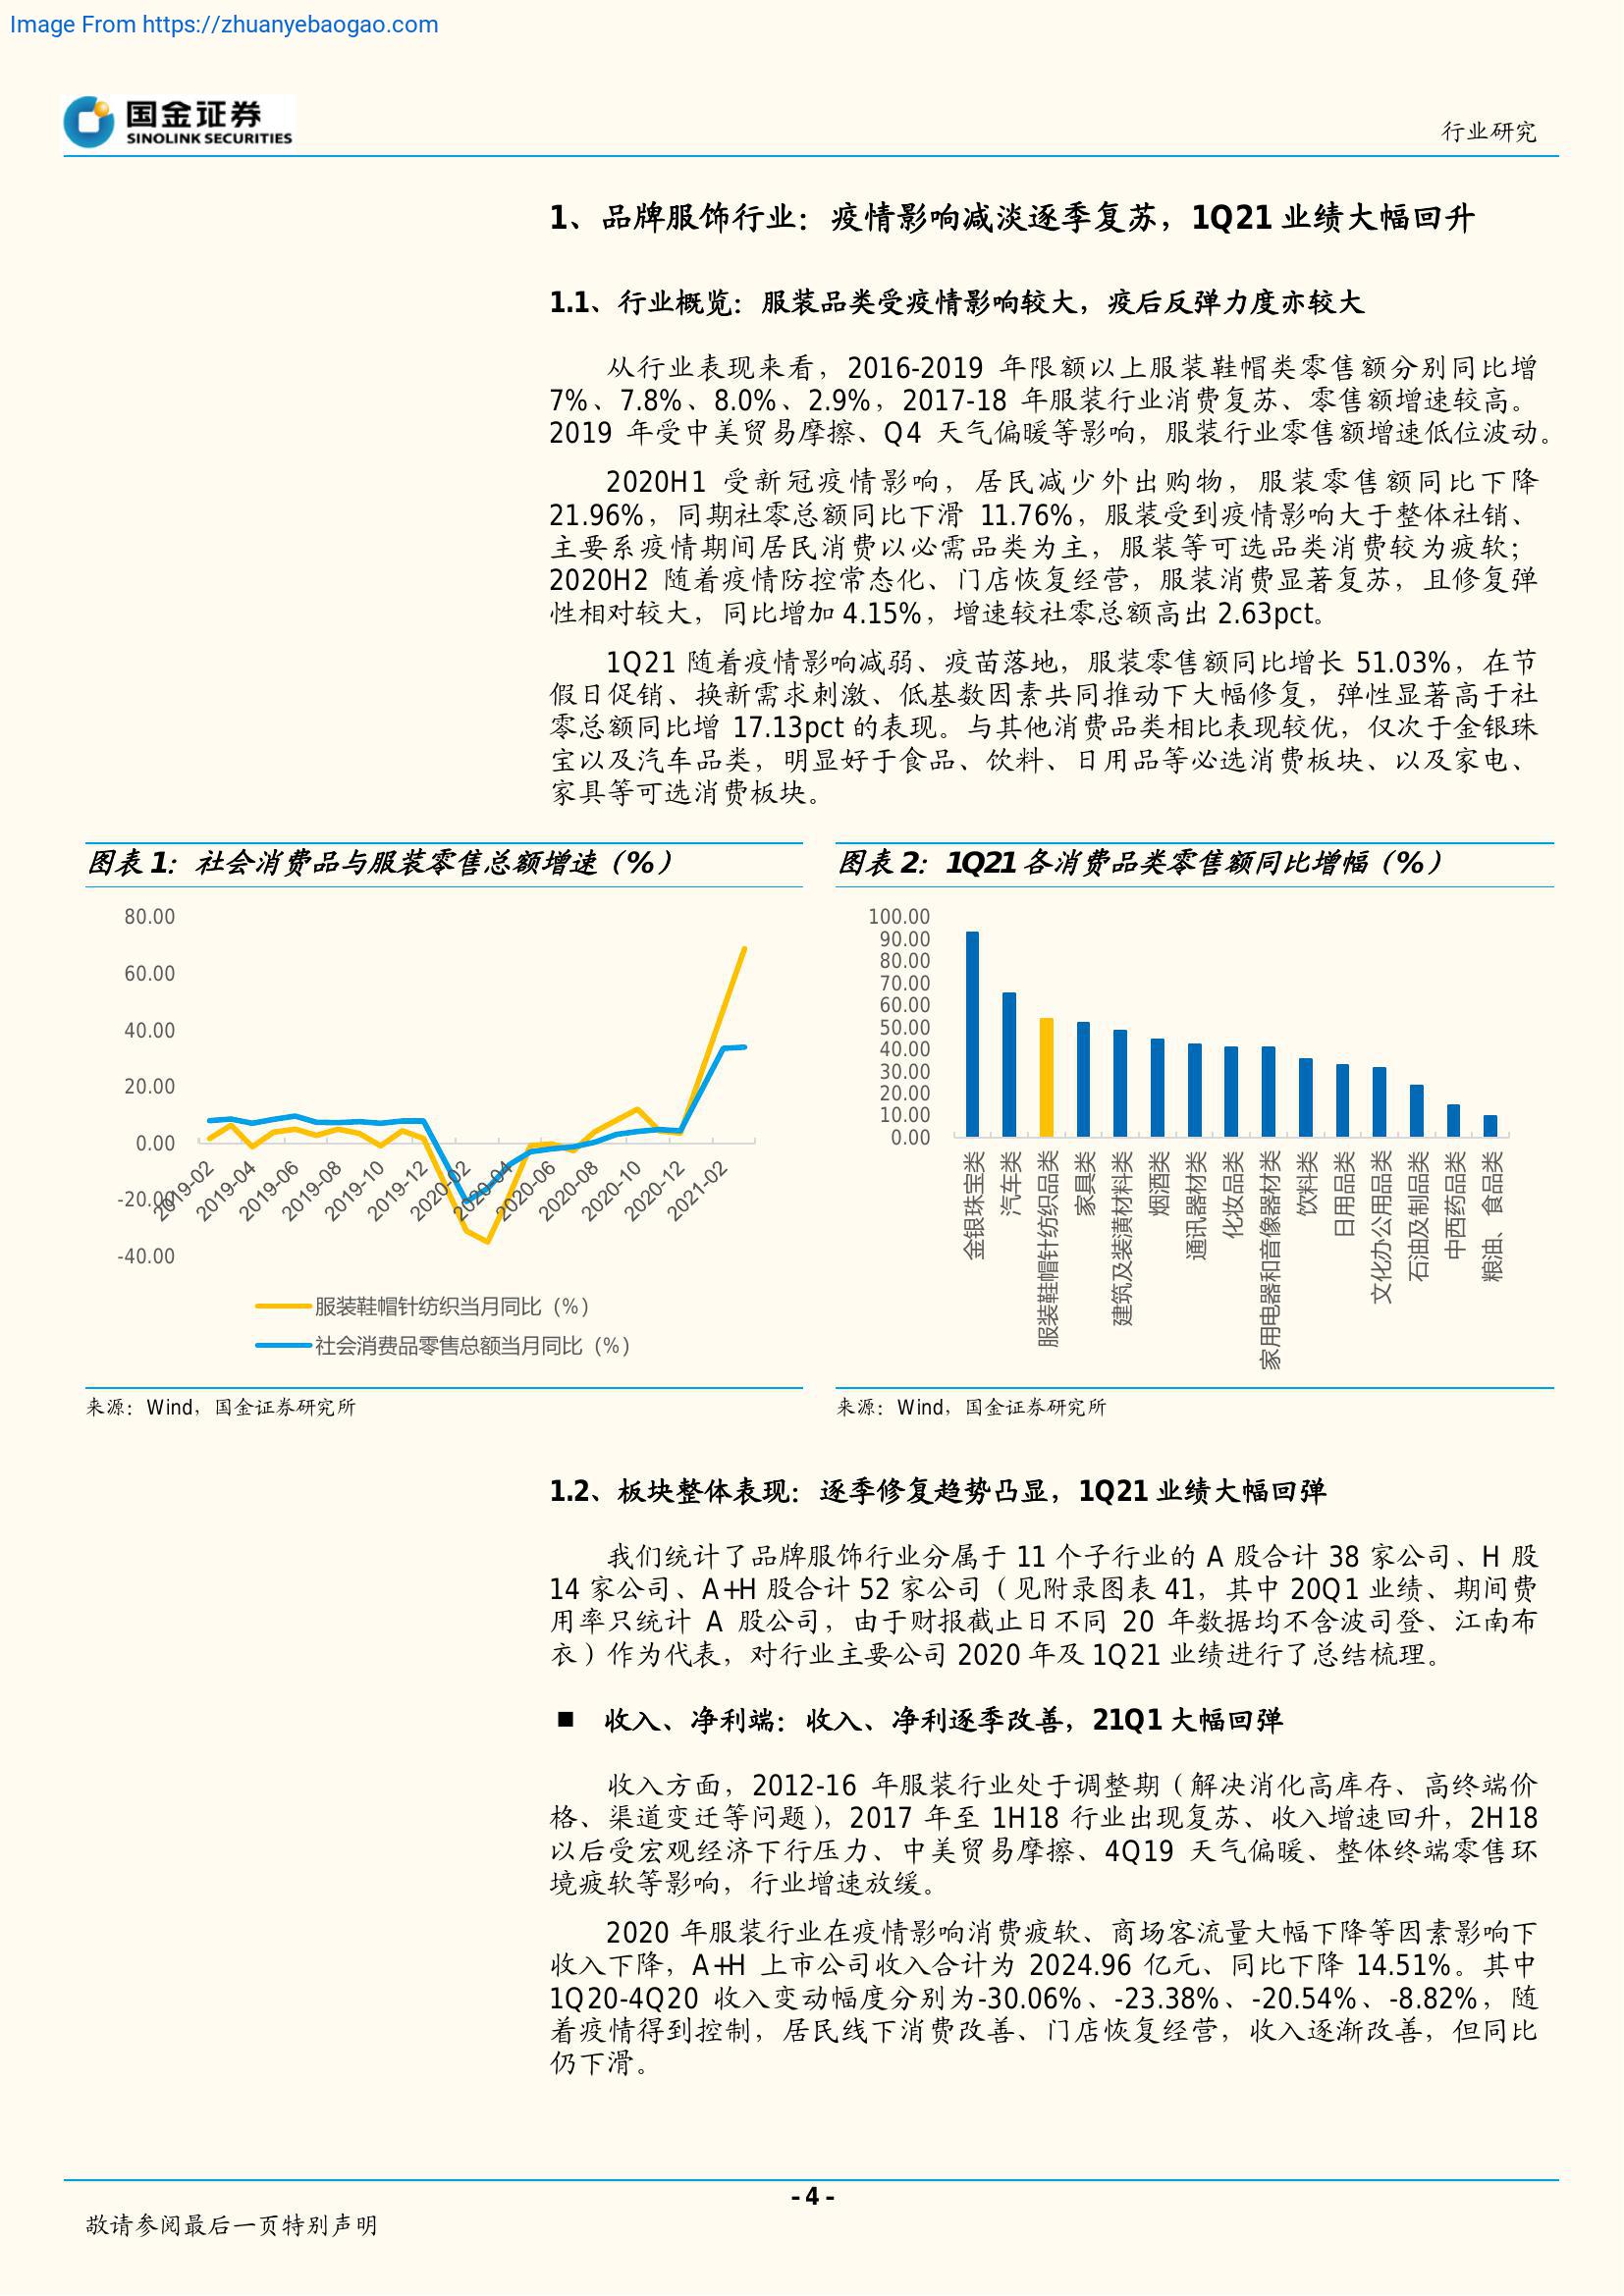 Image From https://zhuanyebaogao.com
国金证券
SINOLINK SECURITIES
行业研究
1、品牌服饰行业：疫情影响减淡逐季复苏，1Q21 业绩大幅回升
1.1、行业概览：服装品类受疫情影响较大，疫后反弹力度亦较大
从行业表现来看，2016-2019 年限额以上服装鞋帽类零售额分别同比增
7%、7.8%、8.0%、2.9%，2017-18 年服装行业消费复苏、零售额增速较高。
2019 年受中美贸易摩擦、Q4 天气偏暖等影响，服装行业零售额增速低位波动。
2020H1 受新冠疫情影响，居民减少外出购物，服装零售额同比下降
21.96%，同期社零总额同比下滑 11.76%，服装受到疫情影响大于整体社销、
主要系疫情期间居民消费以必需品类为主，服装等可选品类消费较为疲软；
2020H2 随着疫情防控常态化、门店恢复经营，服装消费显著复苏，且修复弹
性相对较大，同比增加 4.15%，增速较社零总额高出 2.63pct。
1Q21 随着疫情影响减弱、疫苗落地，服装零售额同比增长 51.03%，在节
假日促销、换新需求刺激、低基数因素共同推动下大幅修复，弹性显著高于社
零总额同比增 17.13pct 的表现。与其他消费品类相比表现较优，仅次于金银珠
宝以及汽车品类，明显好于食品、饮料、日用品等必选消费板块、以及家电、
家具等可选消费板块。
图表 1：社会消费品与服装零售总额增速（%）
80.00
60.00
40.00
20.00
0.00
-20.00
-40.00
2019-02
2019-04
2019-06
2019-08
2019-10
2019-12
2020-02
2020-04
2020-06
2020-08
2020-10
2020-12
2021-02
服装鞋帽针纺织当月同比（%）
社会消费品零售总额当月同比（%）
来源：Wind，国金证券研究所
图表 2：1Q21 各消费品类零售额同比增幅（%）
100.00
90.00
80.00
70.00
60.00
50.00
40.00
30.00
20.00
10.00
0.00
金银珠宝类
汽车类
服装鞋帽针纺织品类
家具类
建筑及装潢材料类
烟酒类
通讯器材类
化妆品类
家用电器和音像器材类
饮料类
日用品类
文化办公用品类
石油及制品类
中西药品类
粮油、食品类
来源：Wind，国金证券研究所
1.2、板块整体表现：逐季修复趋势凸显，1Q21 业绩大幅回弹
我们统计了品牌服饰行业分属于 11 个子行业的 A 股合计 38 家公司、H 股
14 家公司、A+H 股合计 52 家公司（见附录图表 41，其中 20Q1 业绩、期间费
用率只统计 A 股公司，由于财报截止日不同 20 年数据均不含波司登、江南布
衣）作为代表，对行业主要公司 2020 年及 1Q21 业绩进行了总结梳理。
■ 收入、净利端：收入、净利逐季改善，21Q1 大幅回弹
收入方面，2012-16 年服装行业处于调整期（解决消化高库存、高终端价
格、渠道变迁等问题），2017 年至 1H18 行业出现复苏、收入增速回升，2H18
以后受宏观经济下行压力、中美贸易摩擦、4Q19 天气偏暖、整体终端零售环
境疲软等影响，行业增速放缓。
2020 年服装行业在疫情影响消费疲软、商场客流量大幅下降等因素影响下
收入下降，A+H 上市公司收入合计为 2024.96 亿元、同比下降 14.51%。其中
1Q20-4Q20 收入变动幅度分别为-30.06%、-23.38%、-20.54%、-8.82%，随
着疫情得到控制，居民线下消费改善、门店恢复经营，收入逐渐改善，但同比
仍下滑。
- 4 -
敬请参阅最后一页特别声明